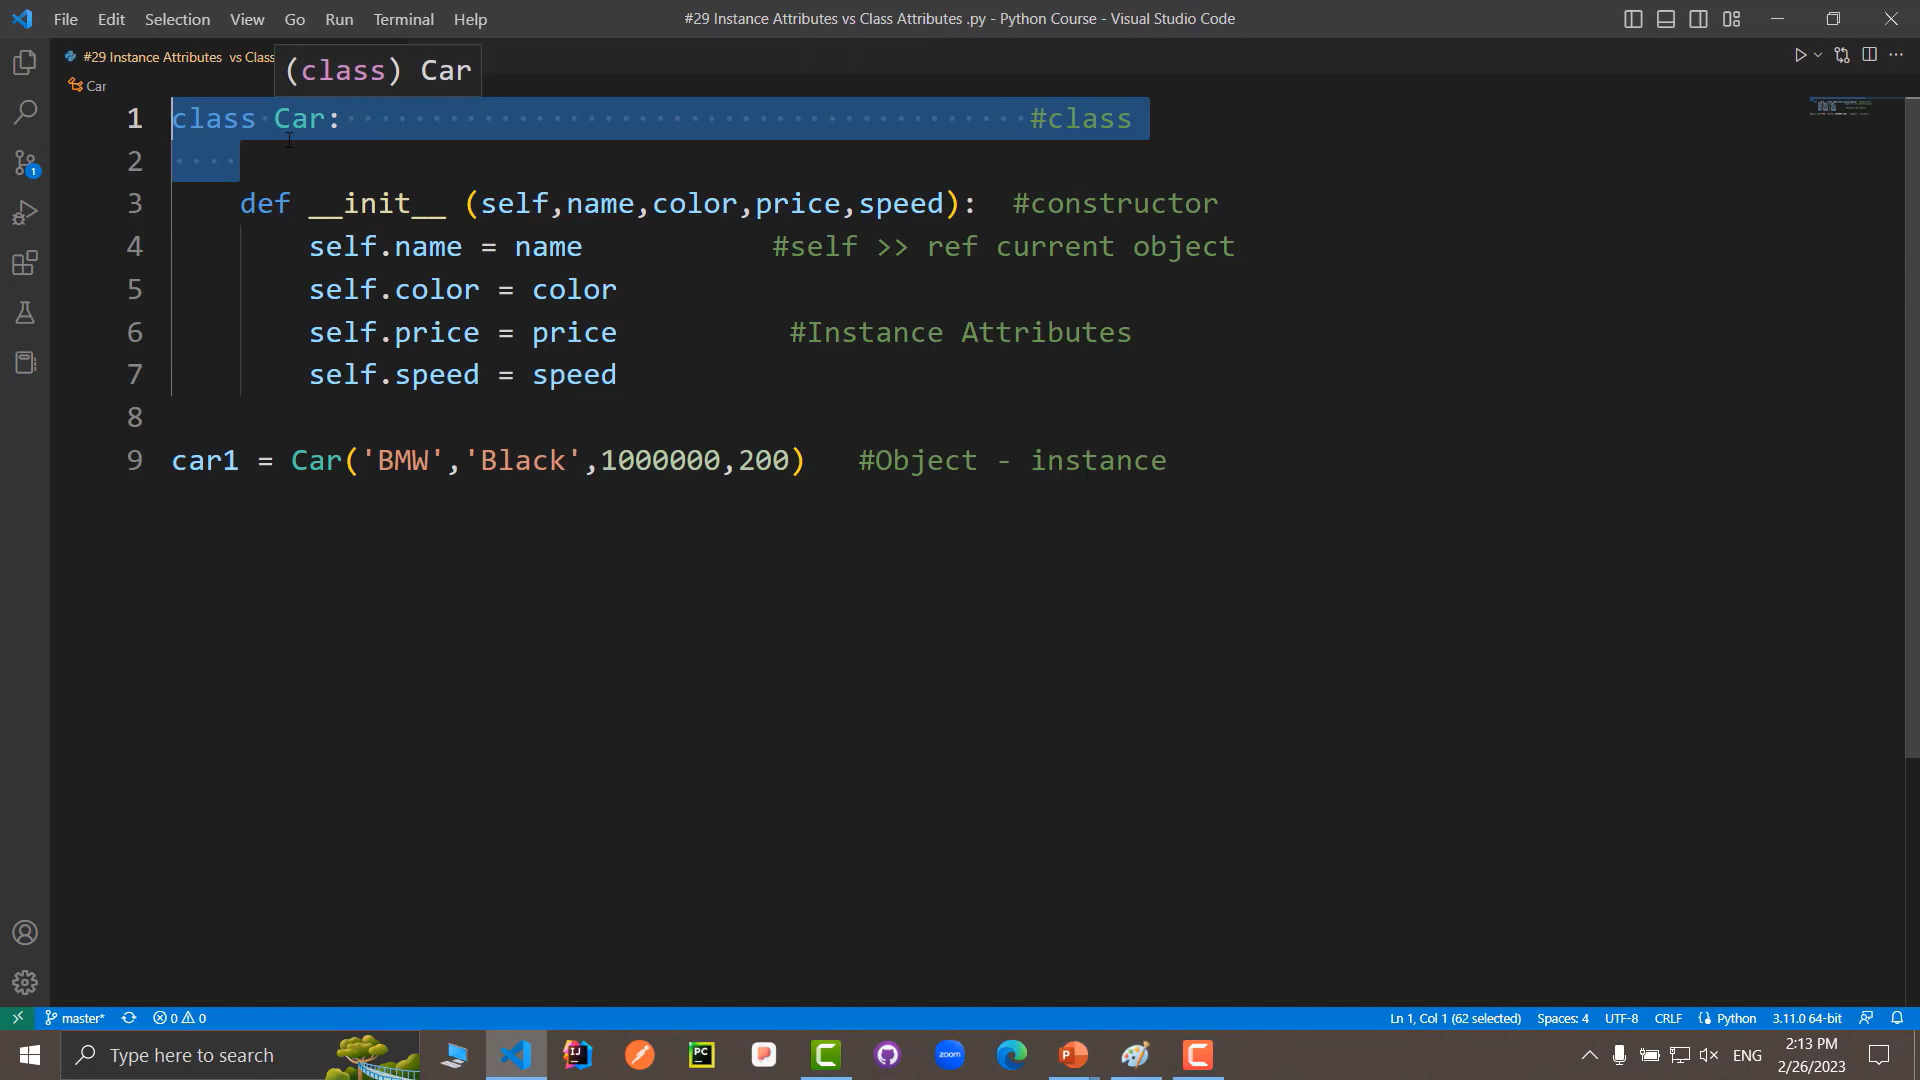 File Edit Selection View Go Run Terminal Help
#29 Instance Attributes vs Class Attributes .py - Python Course - Visual Studio Code
#29 Instance Attributes vs Class
(class) Car
Car
1 class Car: #class
2
3 def __init__ (self,name,color,price,speed): #constructor
4 self.name = name #self >> ref current object
5 self.color = color
6 self.price = price #Instance Attributes
7 self.speed = speed
8
9 car1 = Car('BMW','Black',1000000,200) #Object - instance
1
master* 0 0 Ln 1, Col 1 (62 selected) Spaces: 4 UTF-8 CRLF Python 3.11.0 64-bit
Type here to search
IJ
PC
zoom
P
ENG
2:13 PM
2/26/2023